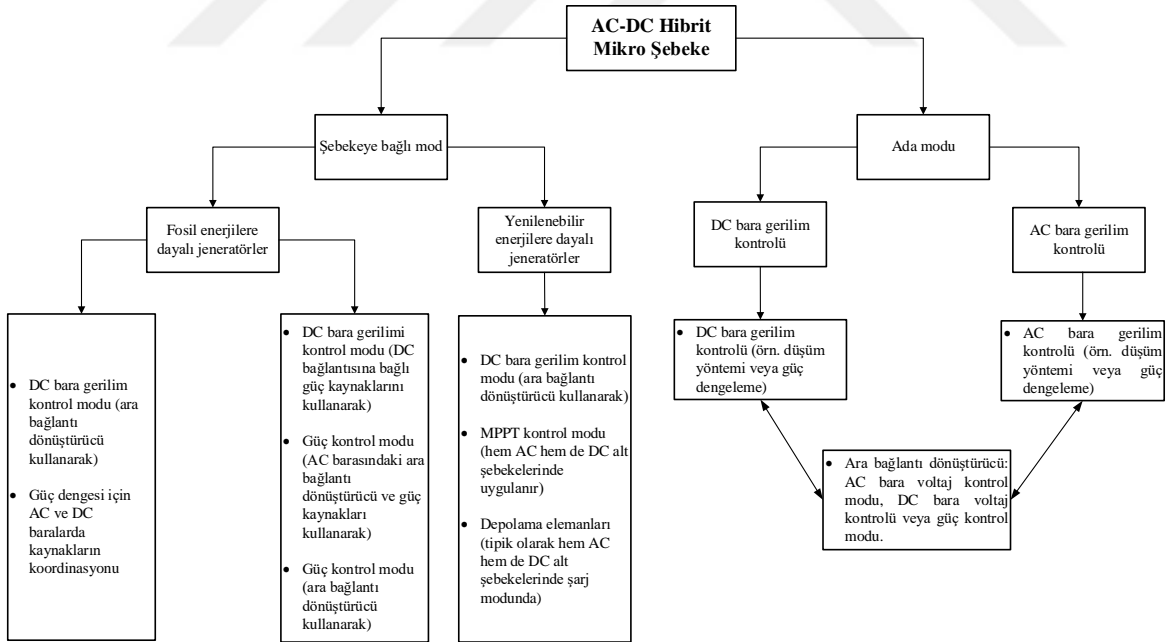 AC-DC Hibrit
Mikro Şebeke
Şebekeye bağlı mod
Ada modu
Fosil enerjilere
dayalı jeneratörler
Yenilenebilir
enerjilere dayalı
jeneratörler
DC bara gerilim
kontrolü
AC bara gerilim
kontrolü
• DC bara gerilim
kontrol modu (ara
bağlantı
dönüştürücü
kullanarak)
• Güç dengesi için
AC ve DC
baralarda
kaynakların
koordinasyonu
• DC bara gerilimi
kontrol modu (DC
bağlantısına bağlı
güç kaynaklarını
kullanarak)
• Güç kontrol modu
(AC barasındaki ara
bağlantı
dönüştürücü ve güç
kaynakları
kullanarak)
• Güç kontrol modu
(ara bağlantı
dönüştürücü
kullanarak)
• DC bara gerilim kontrol
modu (ara bağlantı
dönüştürücü kullanarak)
• MPPT kontrol modu
(hem AC hem de DC alt
şebekelerinde
uygulanır)
• Depolama elemanları
(tipik olarak hem AC
hem de DC alt
şebekelerinde şarj
modunda)
• DC bara gerilim
kontrolü (örn. düşüm
yöntemi veya güç
dengeleme)
• AC bara gerilim
kontrolü (örn. düşüm
yöntemi veya güç
dengeleme)
• Ara bağlantı dönüştürücü:
AC bara voltaj kontrol
modu, DC bara voltaj
kontrolü veya güç kontrol
modu.